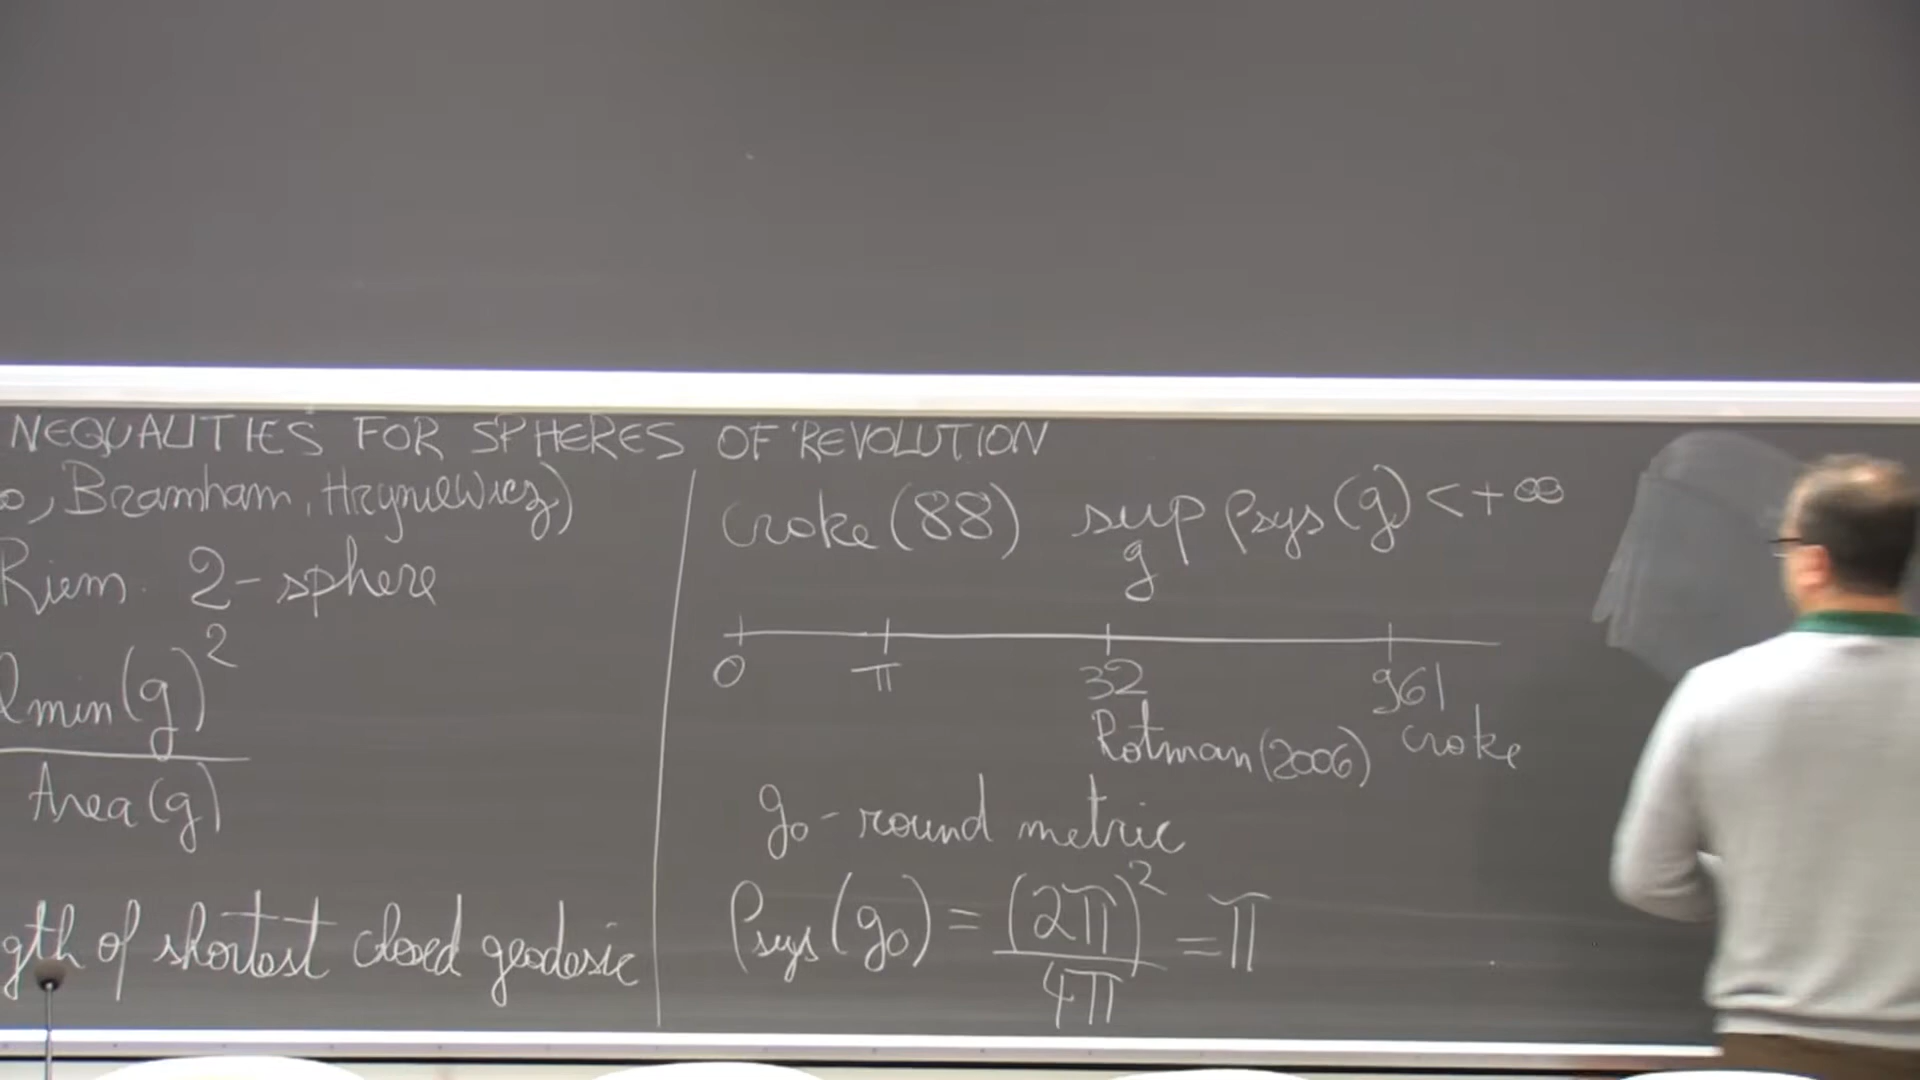 NEQUALITIES FOR SPHERES OF REVOLUTION
o, Bramham, Hryniewicz)
Riem. 2-sphere
lmin(g)²
Area(g)
gth of shortest closed geodesic
Croke (88) sup ρsys(g) < +∞
g
0 π 32 961
Rotman (2006) Croke
g₀ - round metric
ρsys(g₀) = (2π)² / 4π = π